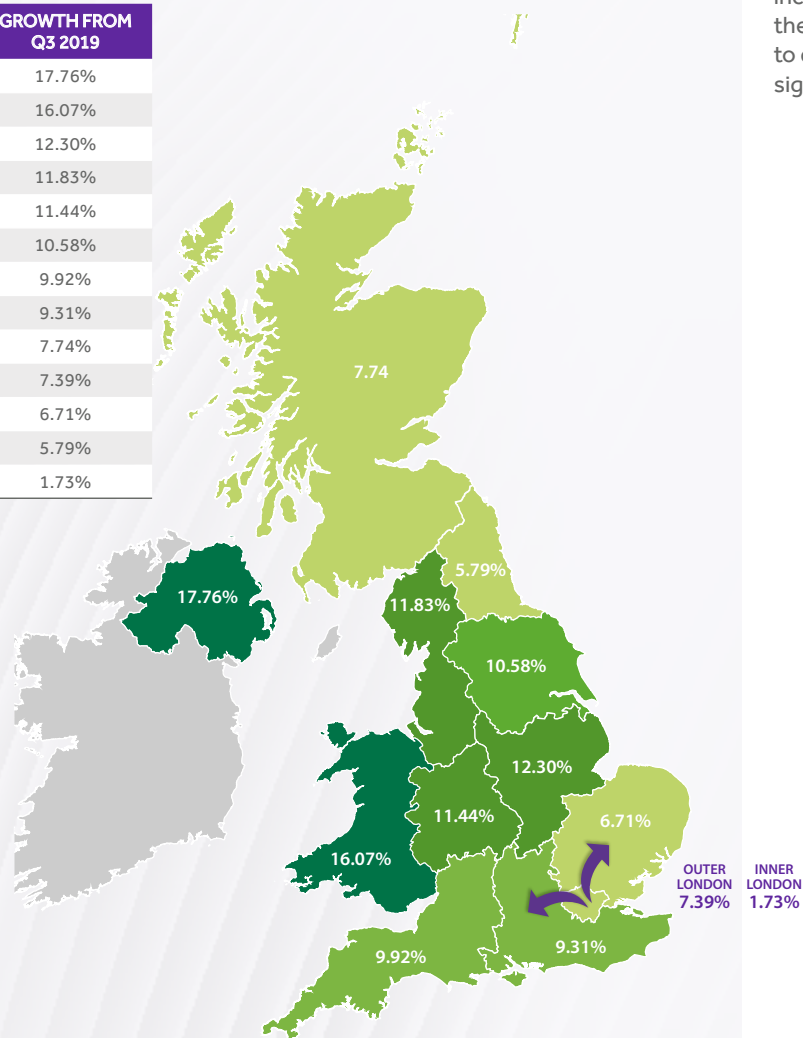 GROWTH FROM
Q3 2019
17.76%
16.07%
12.30%
11.83%
11.44%
10.58%
9.92%
9.31%
7.74%
7.39%
6.71%
5.79%
1.73%
the
to
sig
7.74
5.79%
17.76%
11.83%
10.58%
12.30%
11.44%
6.71%
16.07%
OUTER
LONDON
7.39%
INNER
LONDON
1.73%
9.92%
9.31%